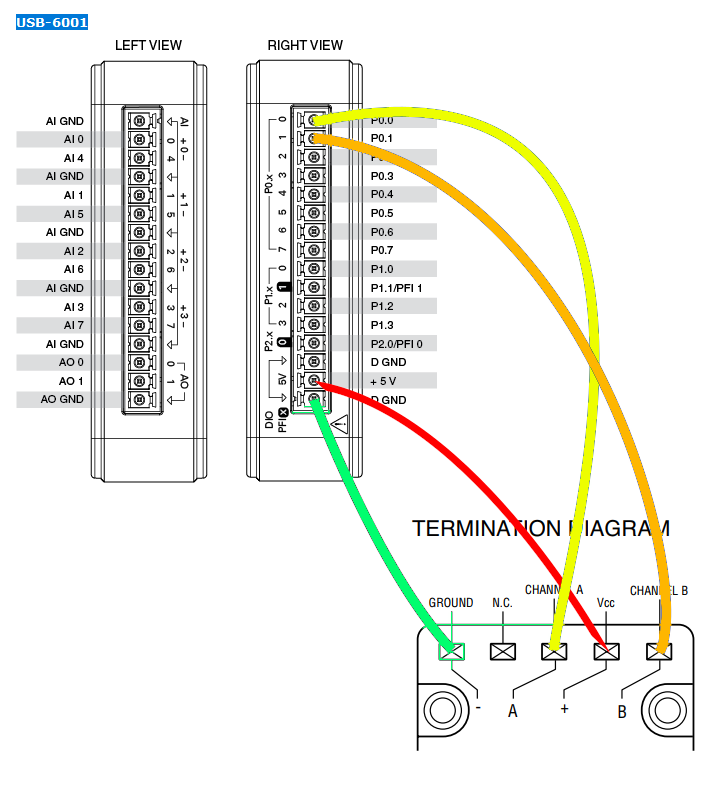 USB-6001
LEFT VIEW
RIGHT VIEW
AI GND
AI 0
AI 4
AI GND
AI 1
AI 5
AI GND
AI 2
AI 6
AI GND
AI 3
AI 7
AI GND
AO 0
AO 1
AO GND
AI
0
4
+ 0 -
1
5
+ 1 -
2
6
+ 2 -
3
7
+ 3 -
0
1
AO
0
1
2
3
4
5
6
7
P0.x
0
1
2
3
P1.x
0
P2.x
5V
DIO
PFI X
P0.0
P0.1
P0.3
P0.4
P0.5
P0.6
P0.7
P1.0
P1.1/PFI 1
P1.2
P1.3
P2.0/PFI 0
D GND
+ 5 V
D GND
TERMINATION DIAGRAM
GROUND
N.C.
CHANNEL A
Vcc
CHANNEL B
-
A
+
B